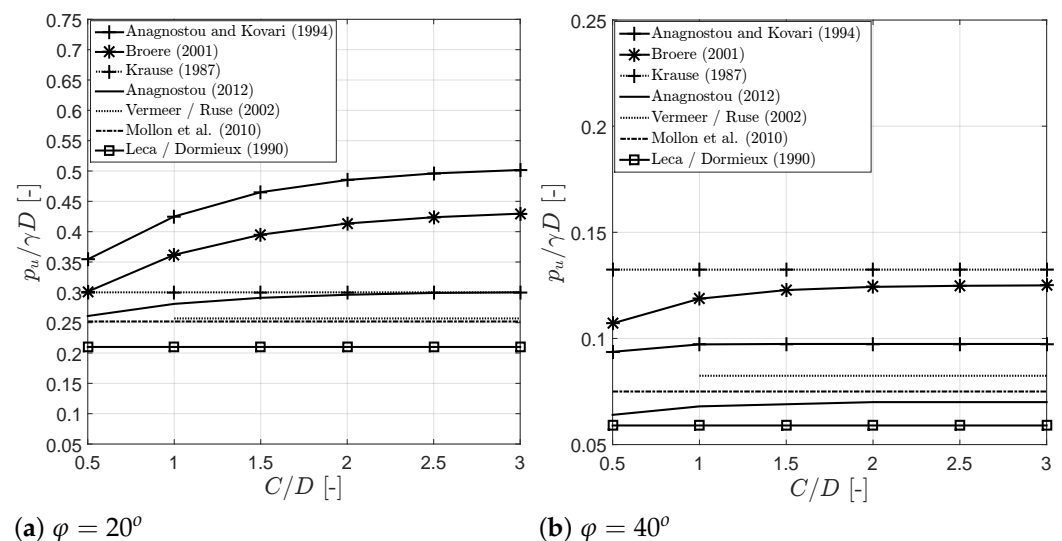 0.75
0.7
0.65
0.6
0.55
0.5
0.45
0.4
0.35
0.3
0.25
0.2
0.15
0.1
0.05
p_u/γD [-]
Anagnostou and Kovari (1994)
Broere (2001)
Krause (1987)
Anagnostou (2012)
Vermeer / Ruse (2002)
Mollon et al. (2010)
Leca / Dormieux (1990)
0.5 1 1.5 2 2.5 3
C/D [-]
(a) φ = 20°
0.25
0.2
0.15
0.1
0.05
p_u/γD [-]
Anagnostou and Kovari (1994)
Broere (2001)
Krause (1987)
Anagnostou (2012)
Vermeer / Ruse (2002)
Mollon et al. (2010)
Leca / Dormieux (1990)
0.5 1 1.5 2 2.5 3
C/D [-]
(b) φ = 40°